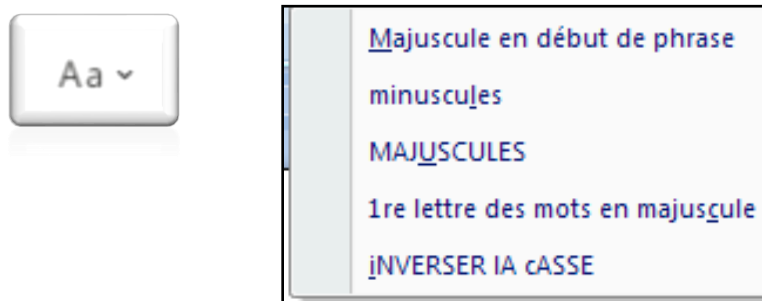 Aa
Majuscule en début de phrase
minuscules
MAJUSCULES
1re lettre des mots en majuscule
iNVERSER lA cASSE